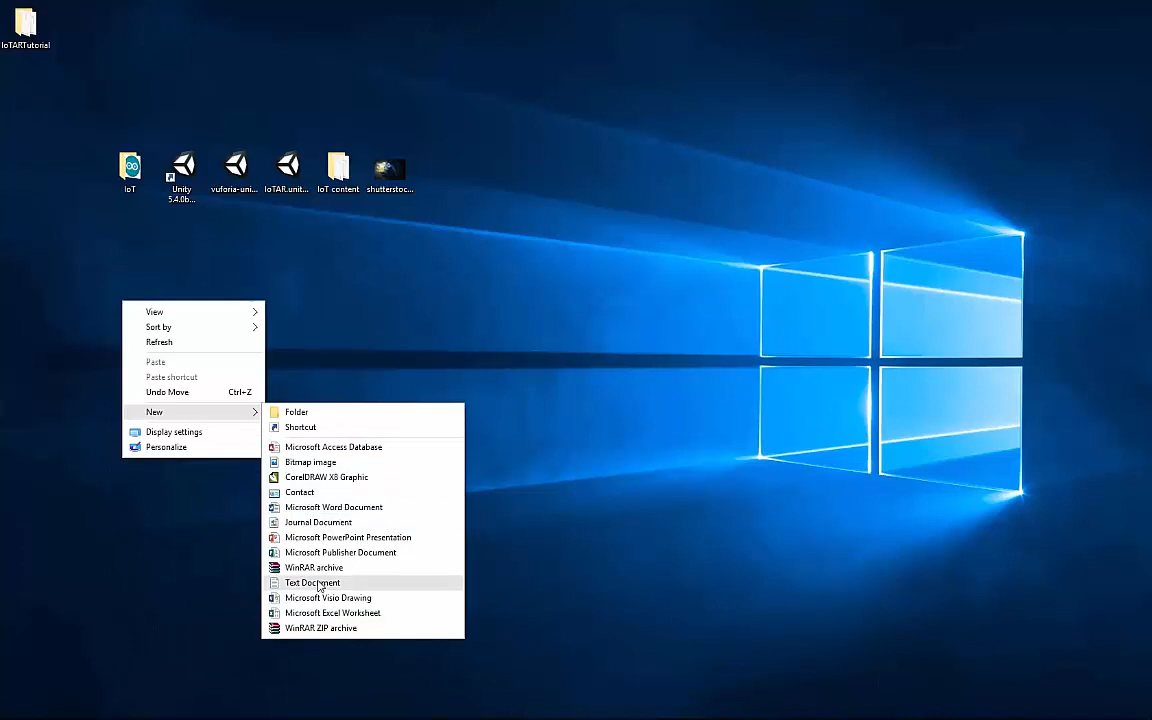 IoTARTutorial
IoT
Unity
5.4.0b...
vuforia-uni...
IoTAR.unit...
IoT content
shutterstoc...
View
Sort by
Refresh
Paste
Paste shortcut
Undo Move Ctrl+Z
New
Display settings
Personalize
Folder
Shortcut
Microsoft Access Database
Bitmap image
CorelDRAW X8 Graphic
Contact
Microsoft Word Document
Journal Document
Microsoft PowerPoint Presentation
Microsoft Publisher Document
WinRAR archive
Text Document
Microsoft Visio Drawing
Microsoft Excel Worksheet
WinRAR ZIP archive